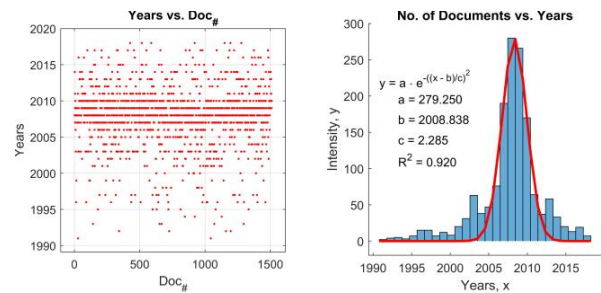 Years vs. Doc#
2020
2015
2010
2005
2000
1995
1990
Years
0
500
1000
1500
Doc#
No. of Documents vs. Years
300
250
200
150
100
50
0
Intensity, y
y = a · e^-((x - b)/c)^2
a = 279.250
b = 2008.838
c = 2.285
R^2 = 0.920
1990
1995
2000
2005
2010
2015
Years, x